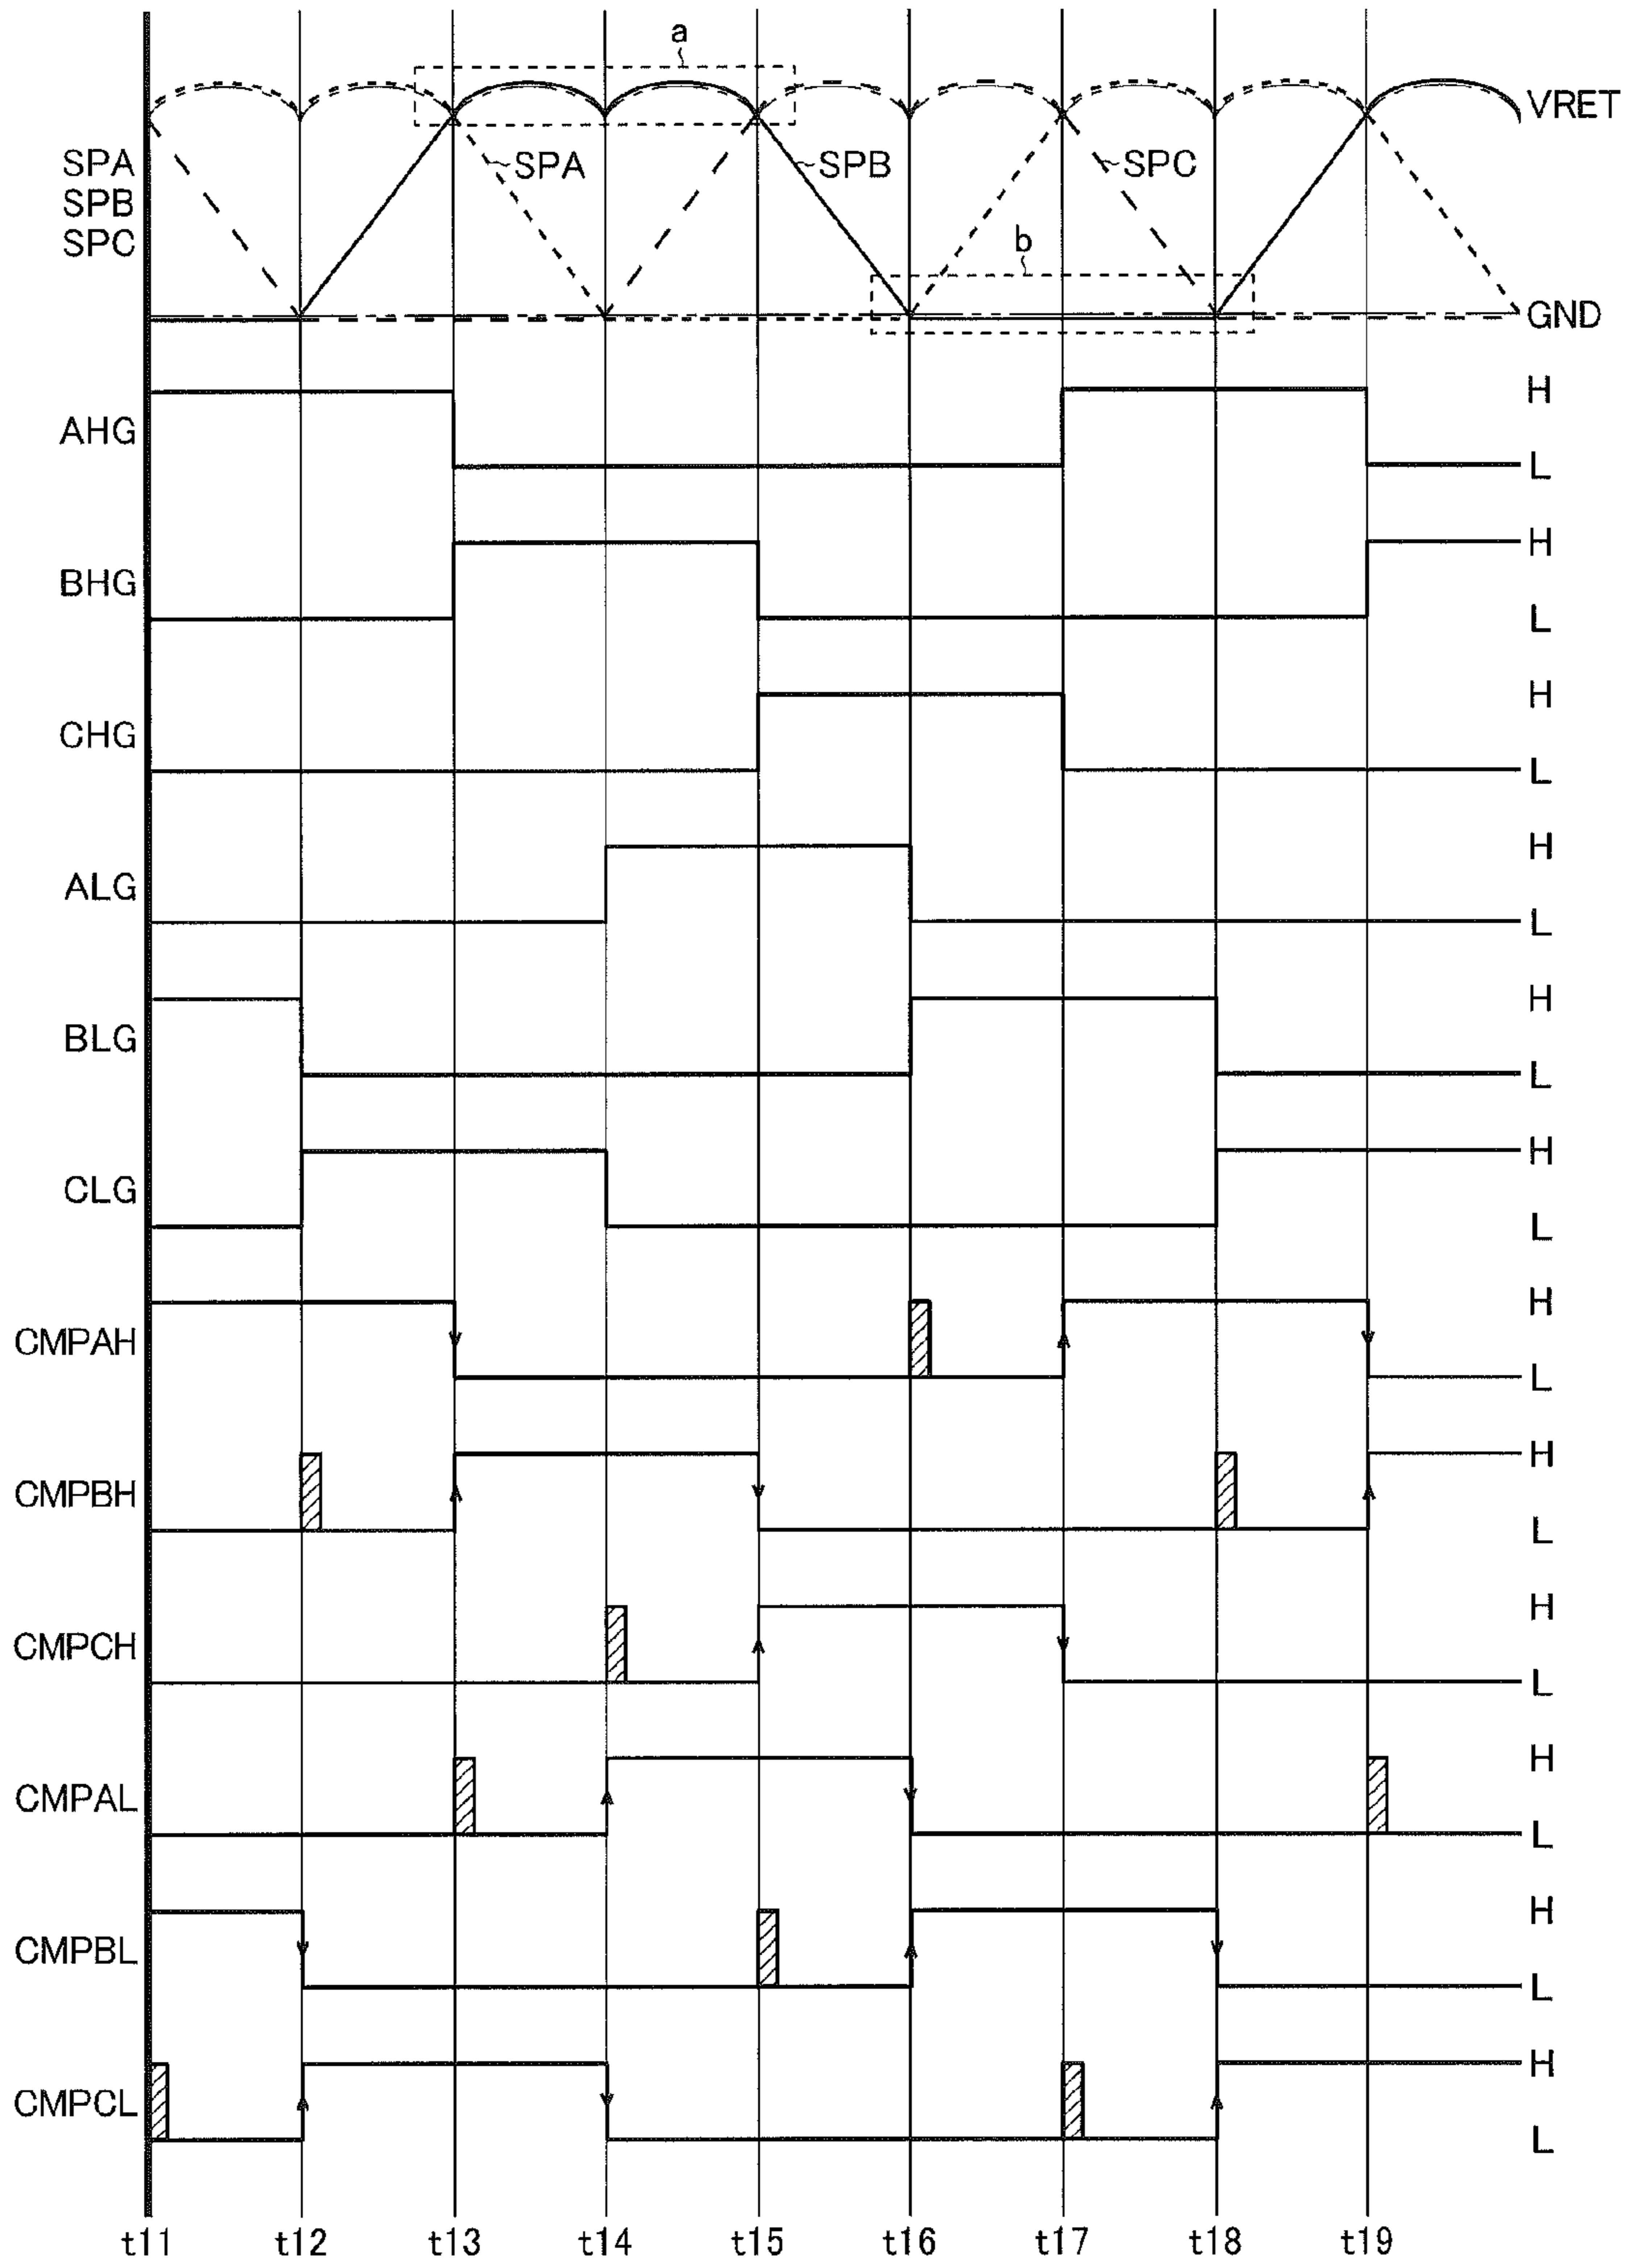 a
VRET
SPA
SPB
SPC
SPA
SPB
SPC
b
GND
H
AHG
L
H
BHG
L
H
CHG
L
H
ALG
L
H
BLG
L
H
CLG
L
H
CMPAH
L
H
CMPBH
L
H
CMPCH
L
H
CMPAL
L
H
CMPBL
L
H
CMPCL
L
t11 t12 t13 t14 t15 t16 t17 t18 t19